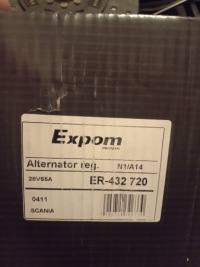 Expom
Alternator reg. N1/A14
28V55A ER-432 720
0411
SCANIA